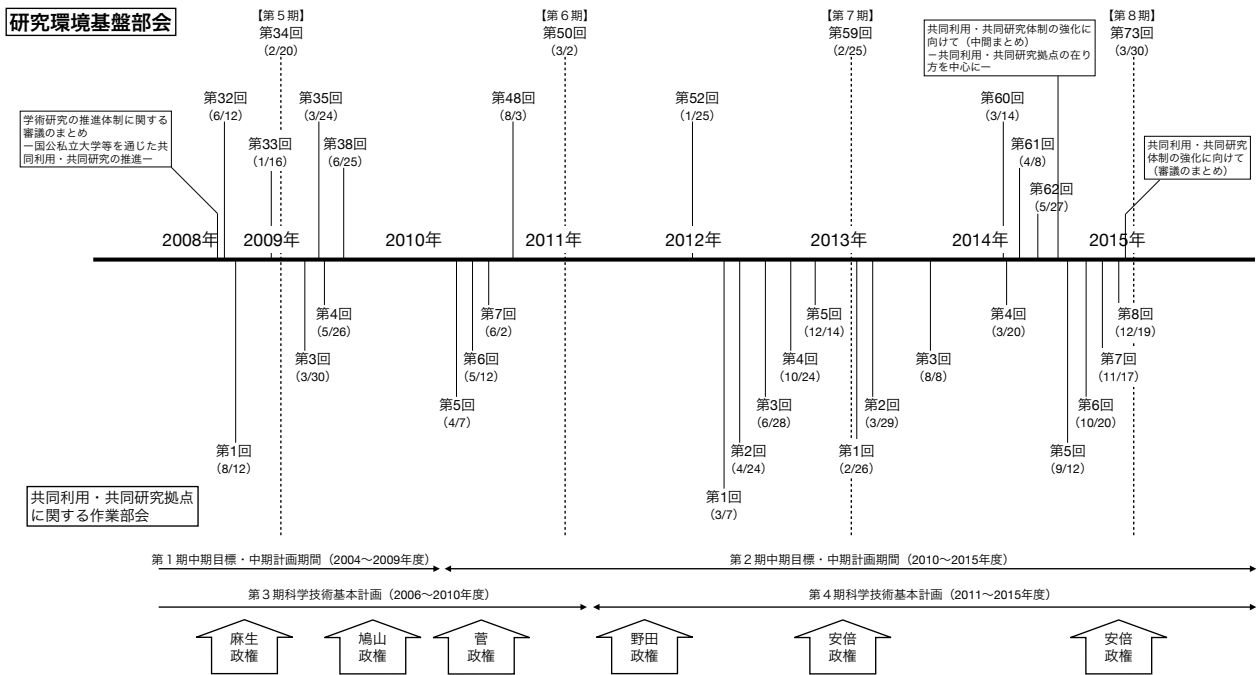 研究環境基盤部会
【第5期】
第34回
（2/20）
【第６期】
第50回
（3/2）
【第７期】
第59回
（2/25）
共同利用・共同研究体制の強化に
向けて（中間まとめ）
－共同利用・共同研究拠点の在り
方を中心に－
【第８期】
第73回
（3/30）
学術研究の推進体制に関する
審議のまとめ
－国公私立大学等を通じた共
同利用・共同研究の推進－
第32回
（6/12）
第33回
（1/16）
第35回
（3/24）
第38回
（6/25）
第48回
（8/3）
第52回
（1/25）
第60回
（3/14）
第61回
（4/8）
第62回
（5/27）
共同利用・共同研究
体制の強化に向けて
（審議のまとめ）
2008年
2009年
2010年
2011年
2012年
2013年
2014年
2015年
第1回
（8/12）
第3回
（3/30）
第4回
（5/26）
第5回
（4/7）
第6回
（5/12）
第7回
（6/2）
第1回
（3/7）
第2回
（4/24）
第3回
（6/28）
第4回
（10/24）
第5回
（12/14）
第1回
（2/26）
第2回
（3/29）
第3回
（8/8）
第4回
（3/20）
第5回
（9/12）
第6回
（10/20）
第7回
（11/17）
第8回
（12/19）
共同利用・共同研究拠点
に関する作業部会
第１期中期目標・中期計画期間（2004〜2009年度）
第２期中期目標・中期計画期間（2010〜2015年度）
第３期科学技術基本計画（2006〜2010年度）
第４期科学技術基本計画（2011〜2015年度）
麻生
政権
鳩山
政権
菅
政権
野田
政権
安倍
政権
安倍
政権